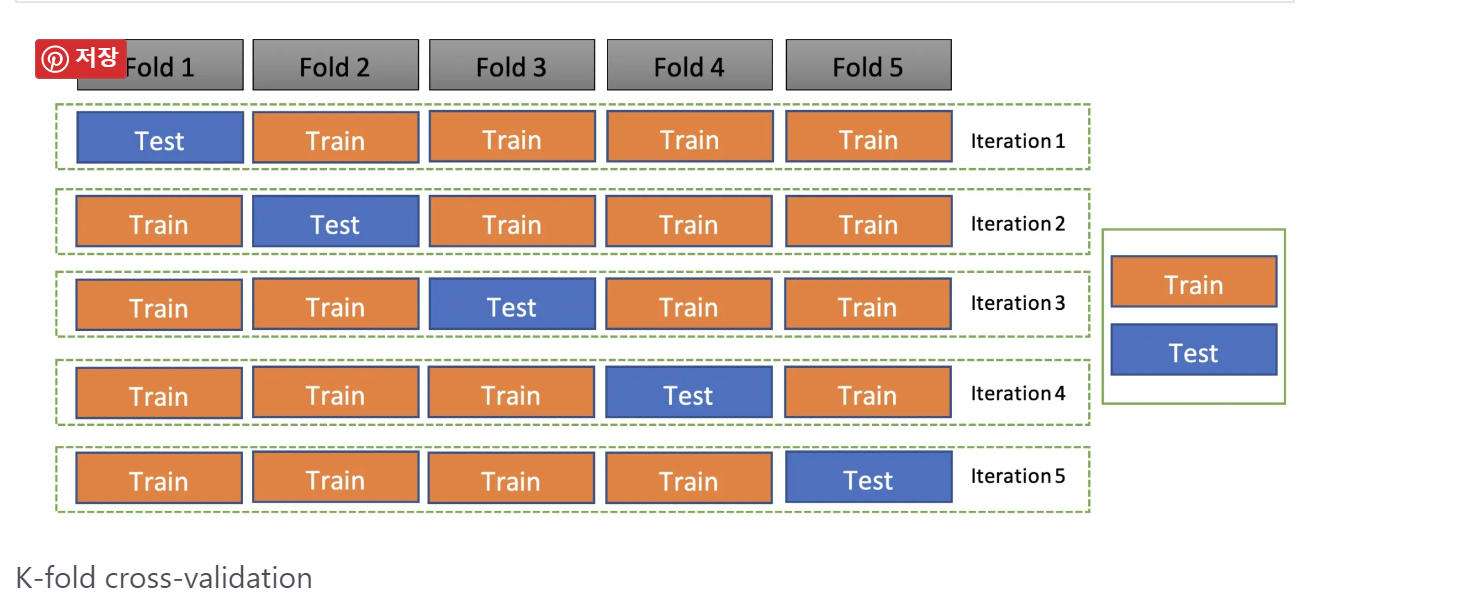 저장
Fold 1 Fold 2 Fold 3 Fold 4 Fold 5
Test Train Train Train Train Iteration 1
Train Test Train Train Train Iteration 2
Train Train Test Train Train Iteration 3
Train Train Train Test Train Iteration 4
Train Train Train Train Test Iteration 5
Train
Test
K-fold cross-validation